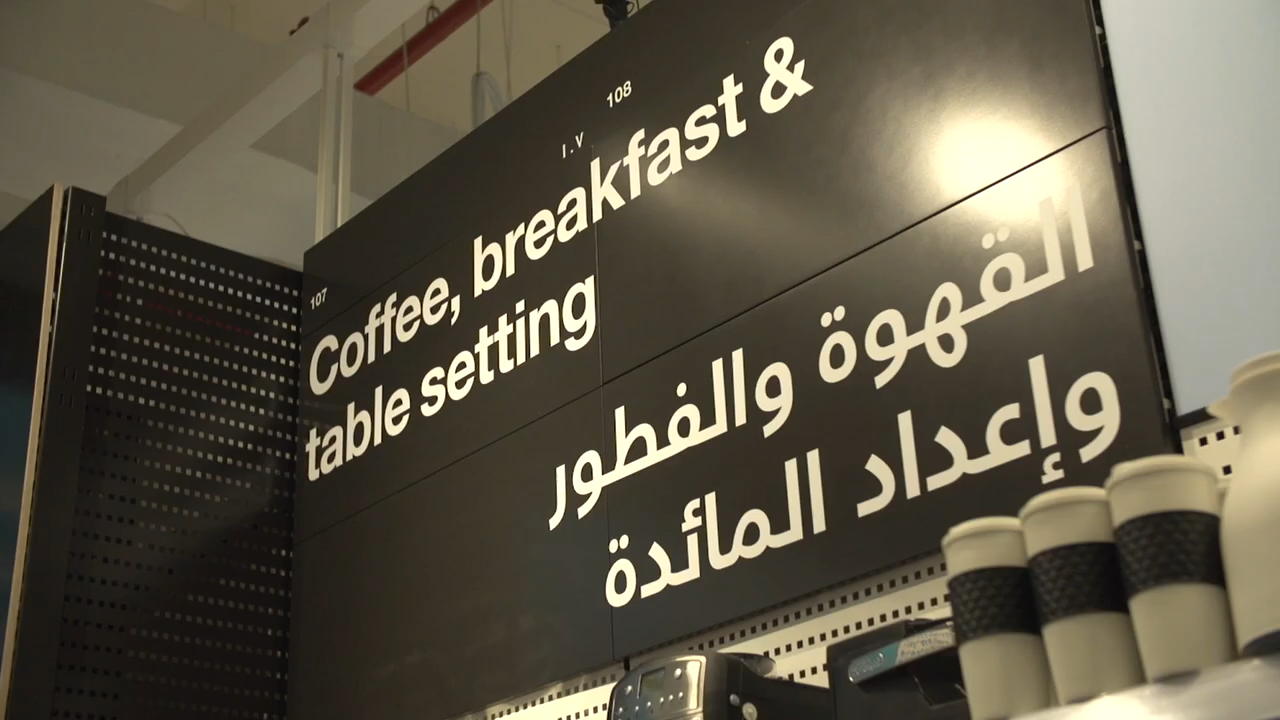 108
I.V
107
Coffee, breakfast &
table setting
القهوة والفطور
وإعداد المائدة